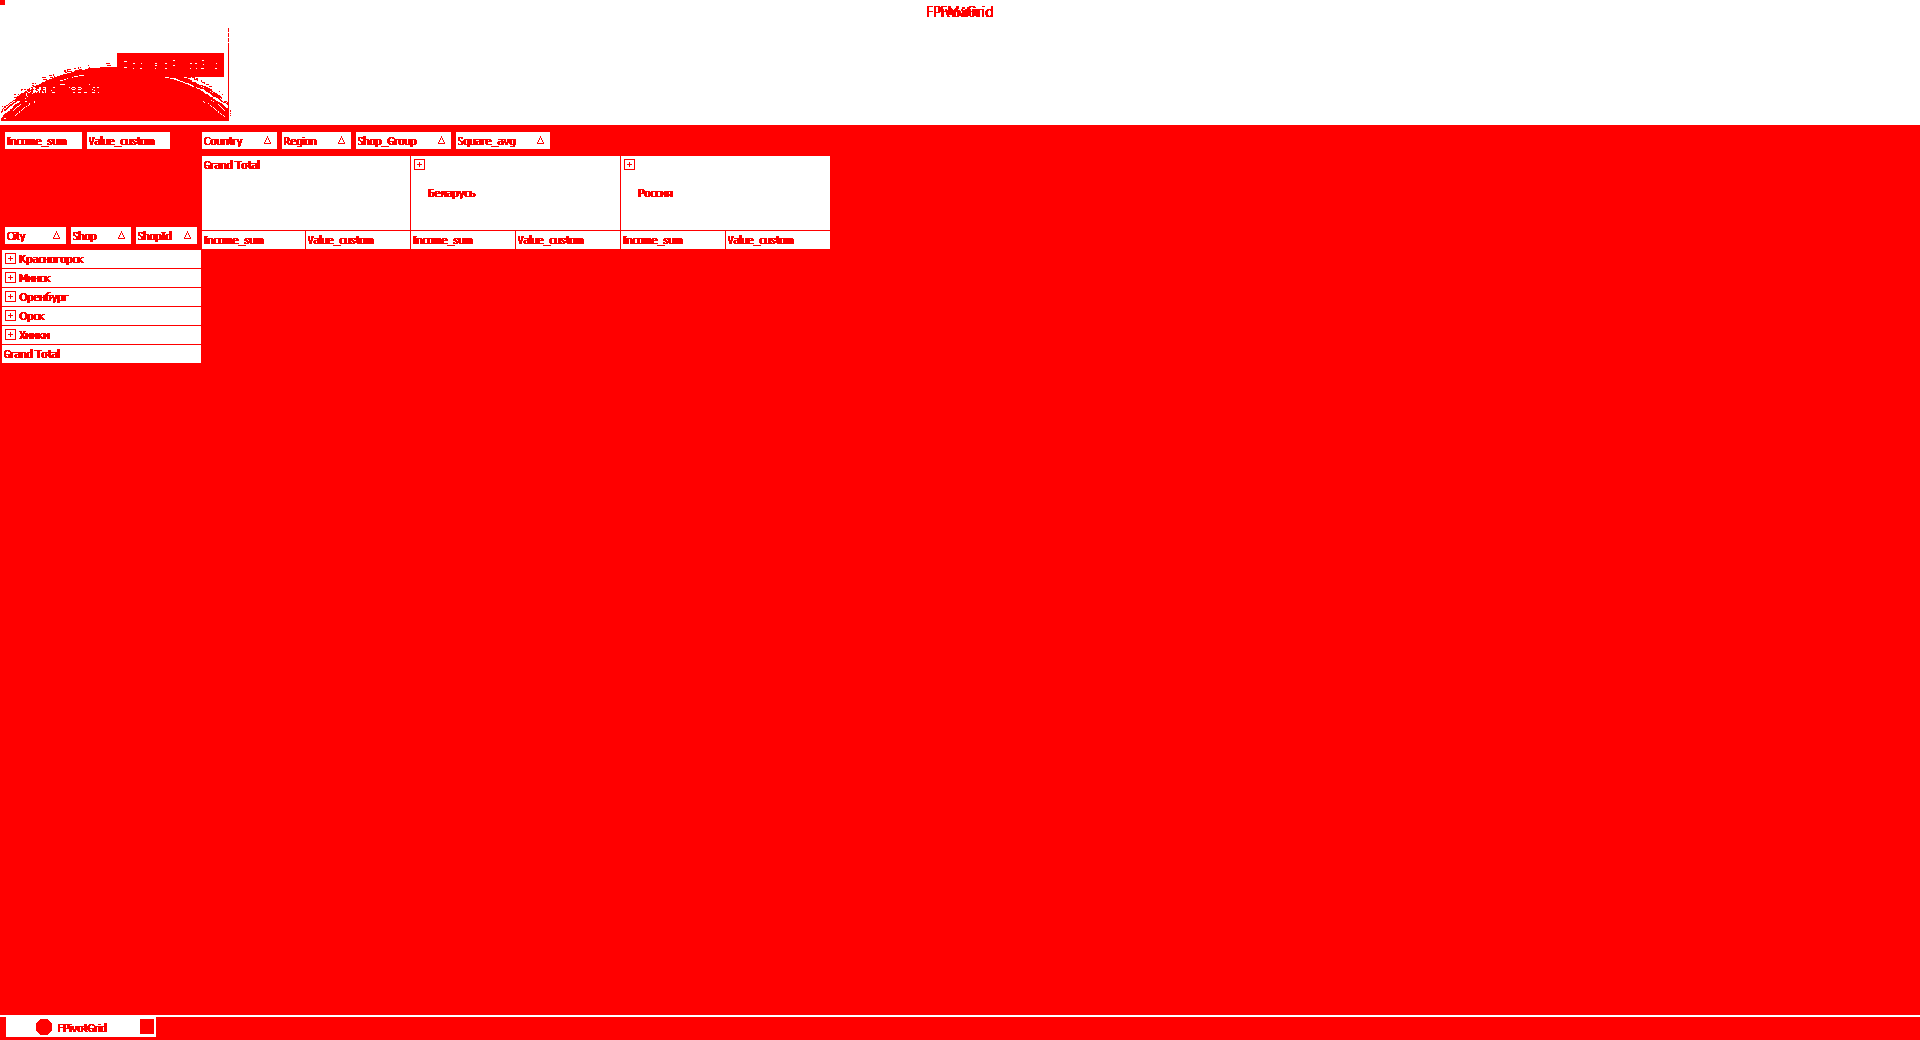 Income_sum Value_custom Country Region Shop_Group Square_avg
Grand Total
Беларусь Россия
City Shop ShopId
Income_sum Value_custom Income_sum Value_custom Income_sum Value_custom
Красногорск
Минск
Оренбург
Орск
Химки
Grand Total
FPivotGrid